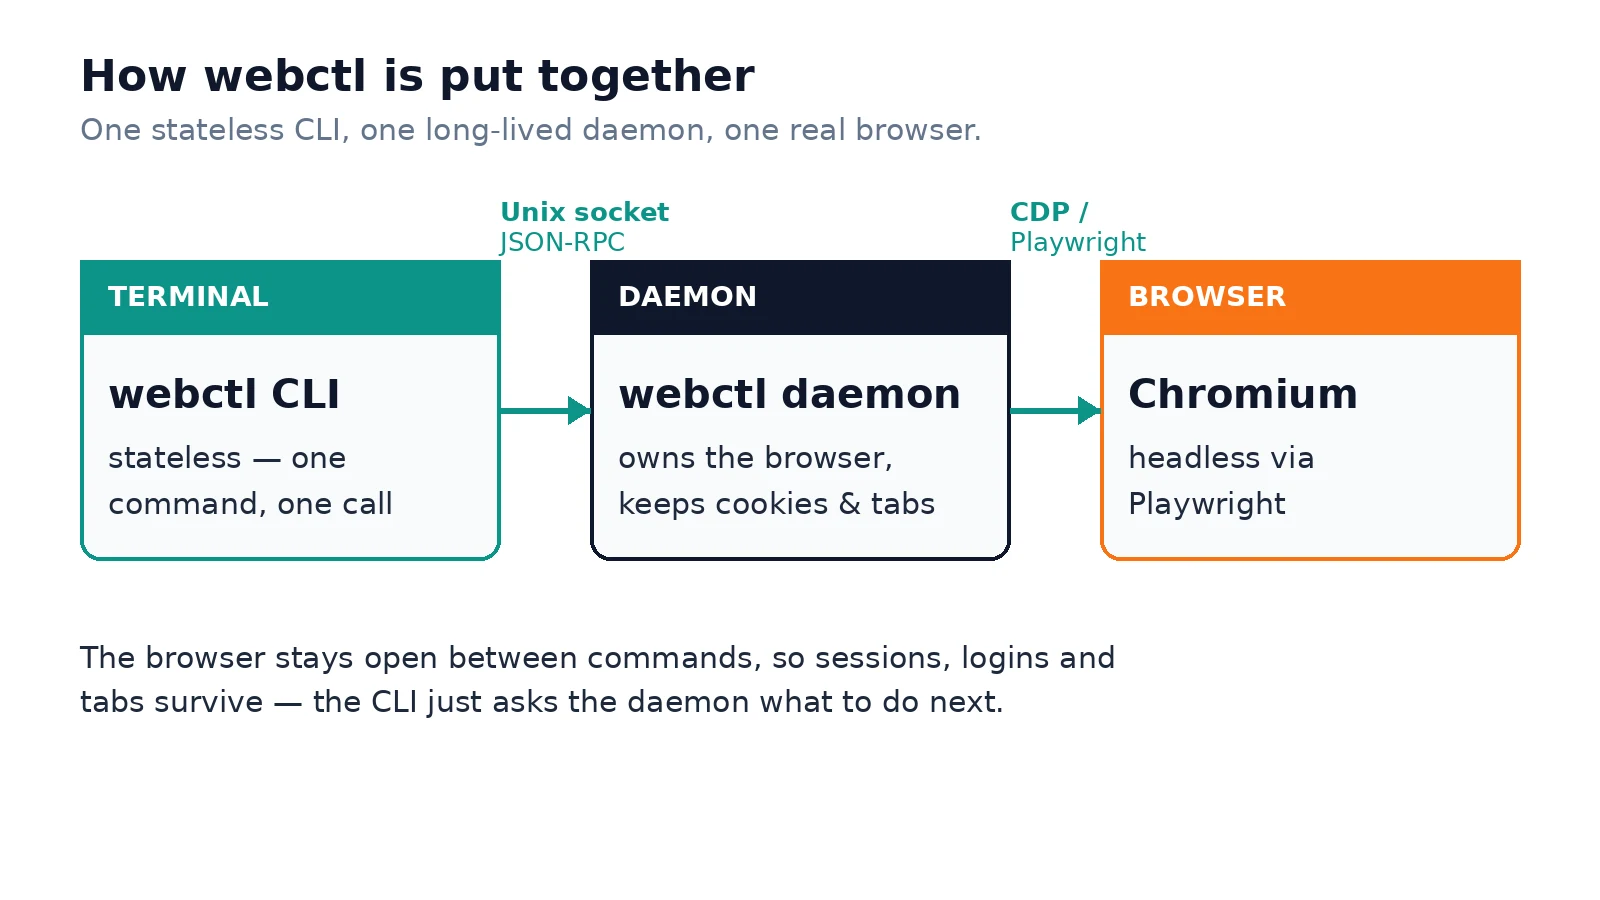 How webctl is put together
One stateless CLI, one long-lived daemon, one real browser.
Unix socket
JSON-RPC
CDP /
Playwright
TERMINAL
webctl CLI
stateless — one
command, one call
DAEMON
webctl daemon
owns the browser,
keeps cookies & tabs
BROWSER
Chromium
headless via
Playwright
The browser stays open between commands, so sessions, logins and
tabs survive — the CLI just asks the daemon what to do next.